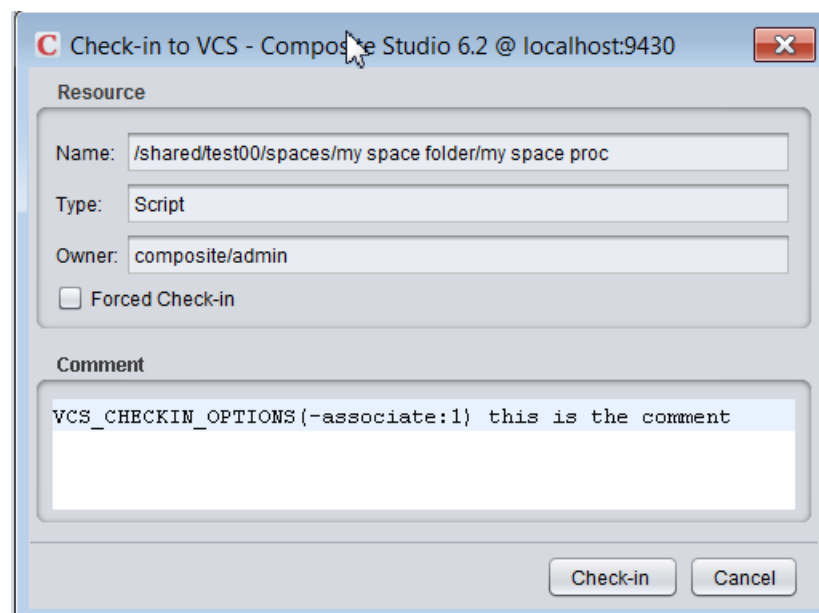 C Check-in to VCS - Composite Studio 6.2 @ localhost:9430
Resource
Name: /shared/test00/spaces/my space folder/my space proc
Type: Script
Owner: composite/admin
Forced Check-in
Comment
VCS_CHECKIN_OPTIONS(-associate:1) this is the comment
Check-in Cancel